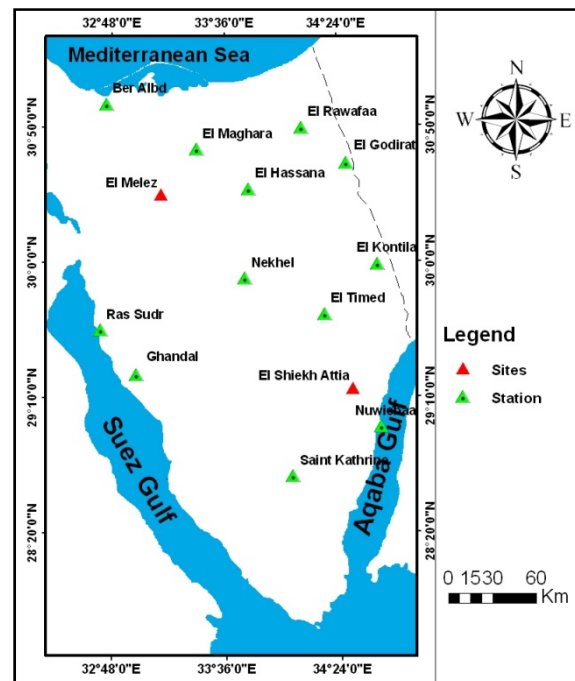 32°48'0"E 33°36'0"E 34°24'0"E
Mediterranean Sea
Ber Albd
El Rawafaa
30°50'0"N 30°50'0"N
El Maghara
El Godirat
El Hassana
El Melez
El Kontila
30°0'0"N 30°0'0"N
Nekhel
El Timed
Ras Sudr
Ghandal
El Shiekh Attia
29°10'0"N 29°10'0"N
Nuwiebaa
Suez Gulf
Aqaba Gulf
Saint Kathrine
28°20'0"N 28°20'0"N
32°48'0"E 33°36'0"E 34°24'0"E
N
W E
S
Legend
Sites
Station
0 15 30 60
Km